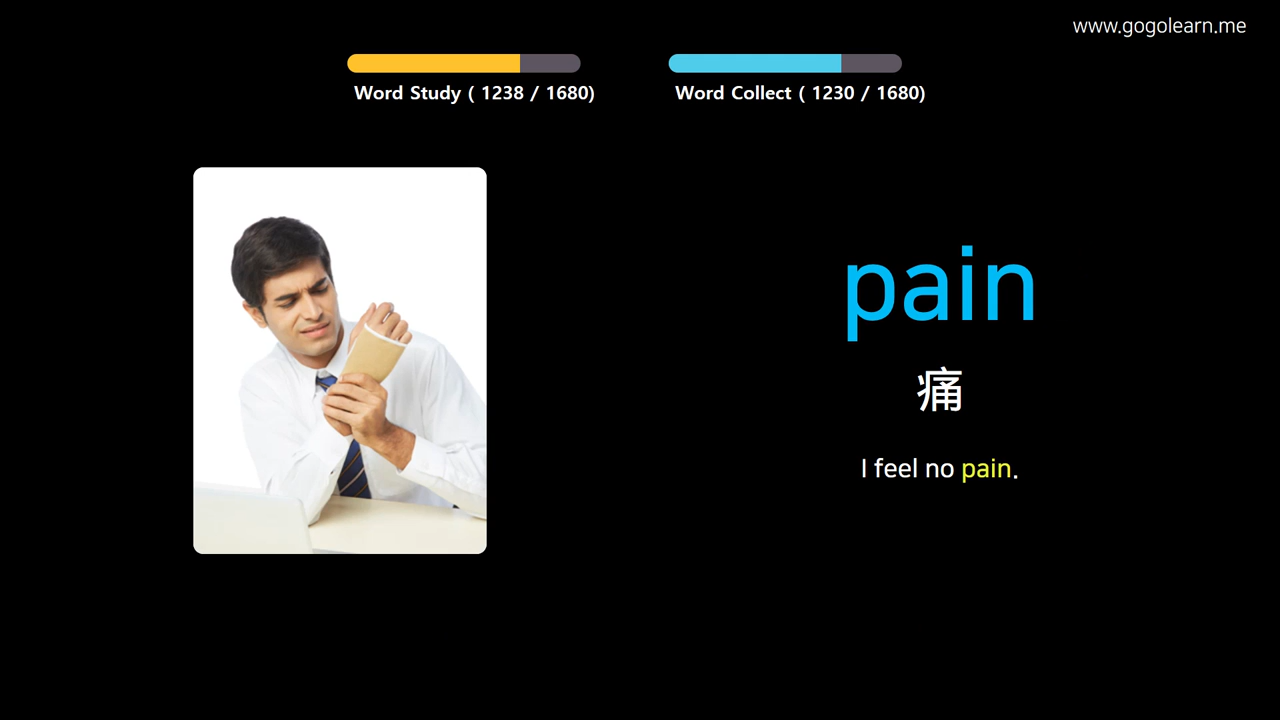 www.gogolearn.me
Word Study ( 1238 / 1680)
Word Collect ( 1230 / 1680)
pain
痛
I feel no pain.